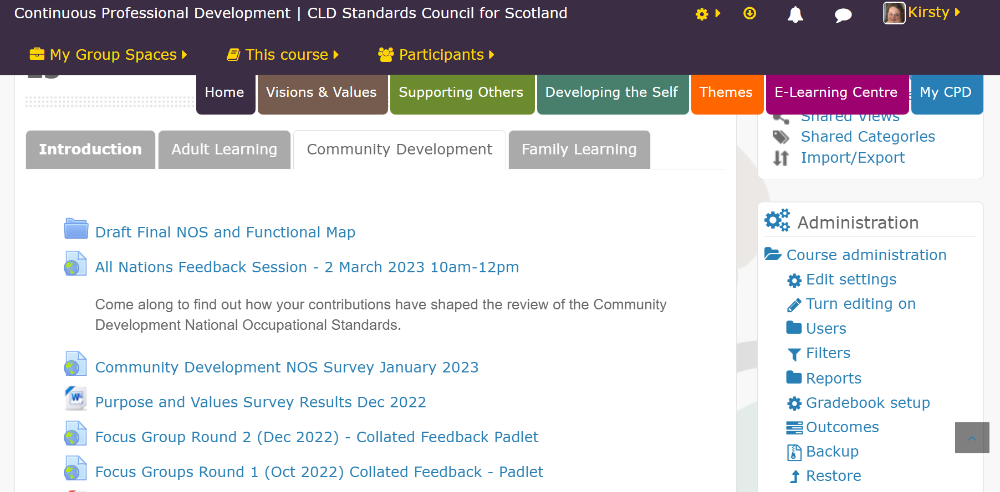 Continuous Professional Development | CLD Standards Council for Scotland
Kirsty
My Group Spaces
This course
Participants
Home
Visions & Values
Supporting Others
Developing the Self
Themes
E-Learning Centre
My CPD
Introduction
Adult Learning
Community Development
Family Learning
Draft Final NOS and Functional Map
All Nations Feedback Session - 2 March 2023 10am-12pm
Come along to find out how your contributions have shaped the review of the Community
Development National Occupational Standards.
Community Development NOS Survey January 2023
Purpose and Values Survey Results Dec 2022
Focus Group Round 2 (Dec 2022) - Collated Feedback Padlet
Focus Groups Round 1 (Oct 2022) Collated Feedback - Padlet
Shared Views
Shared Categories
Import/Export
Administration
Course administration
Edit settings
Turn editing on
Users
Filters
Reports
Gradebook setup
Outcomes
Backup
Restore